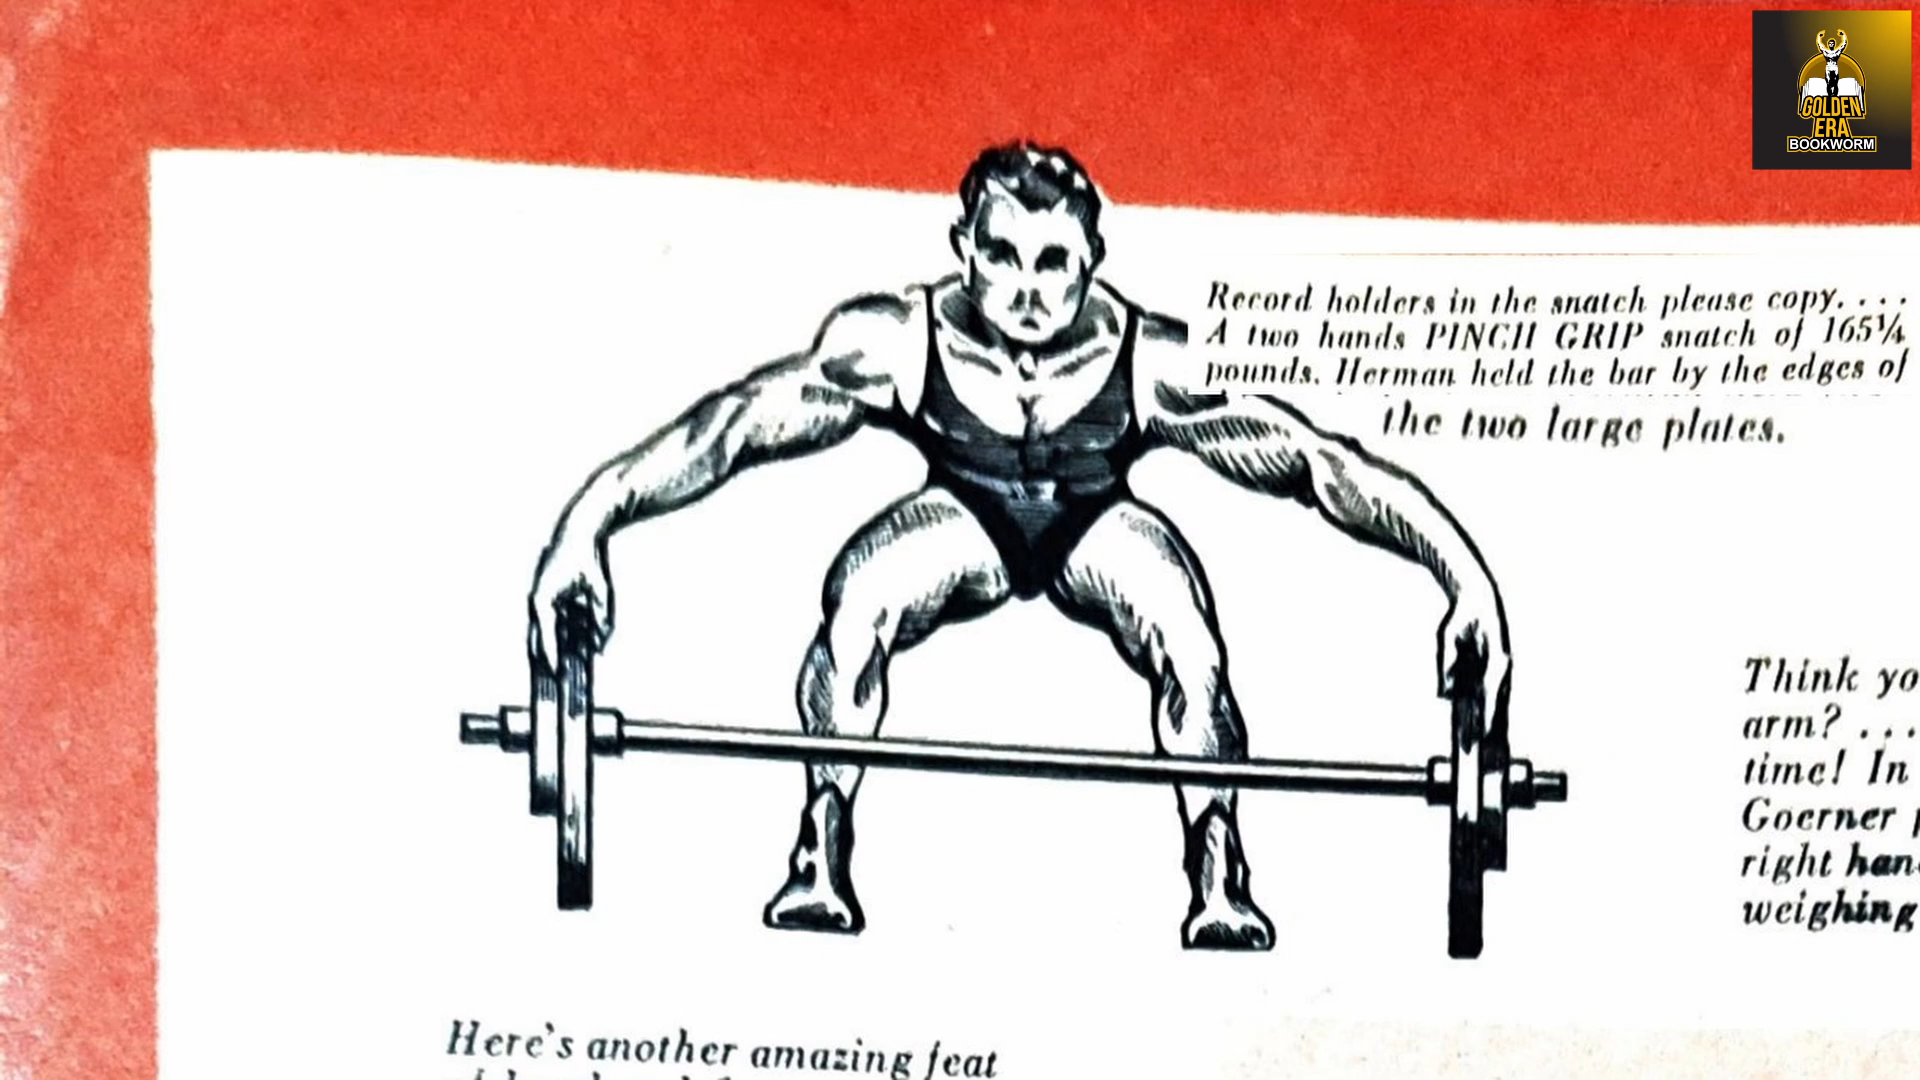 GOLDEN
ERA
BOOKWORM
Record holders in the snatch please copy. . . .
A two hands PINCH GRIP snatch of 165¼
pounds. Herman held the bar by the edges of
the two large plates.
Think yo
arm? . . .
time! In
Goerner p
right han
weighing
Here's another amazing feat